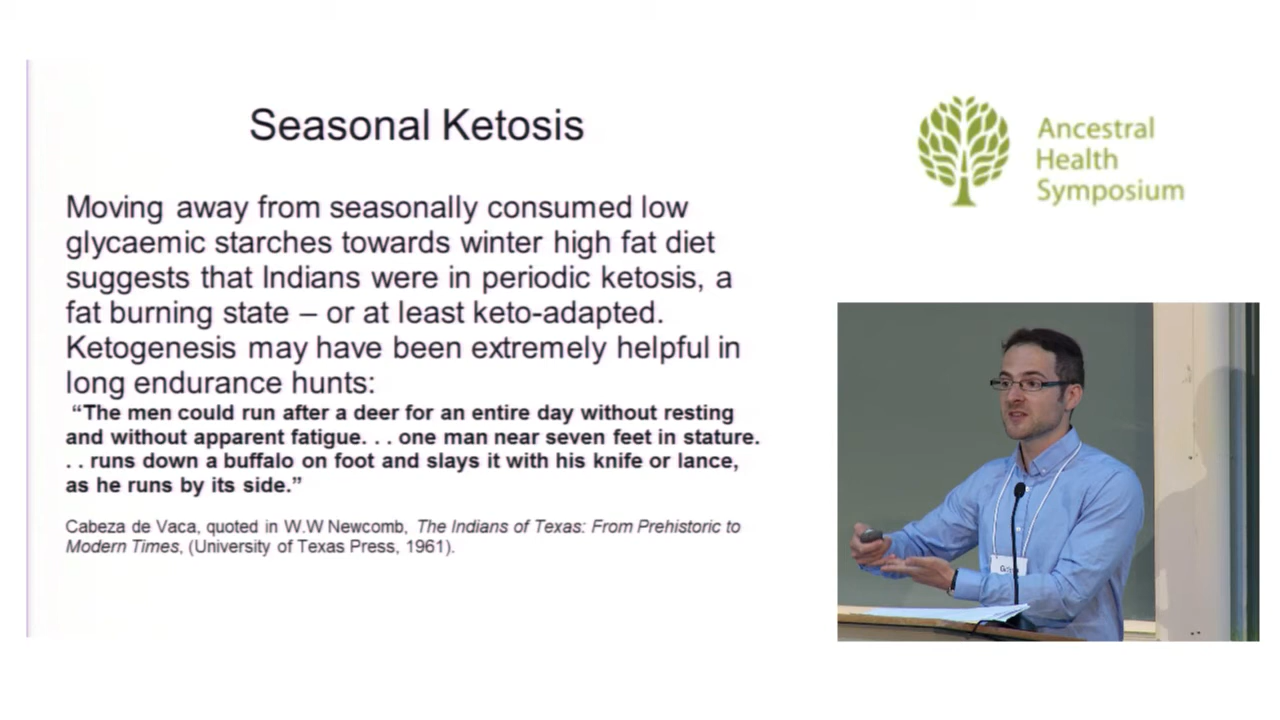 Seasonal Ketosis
Moving away from seasonally consumed low
glycaemic starches towards winter high fat diet
suggests that Indians were in periodic ketosis, a
fat burning state – or at least keto-adapted.
Ketogenesis may have been extremely helpful in
long endurance hunts:
“The men could run after a deer for an entire day without resting
and without apparent fatigue. . . one man near seven feet in stature.
. . runs down a buffalo on foot and slays it with his knife or lance,
as he runs by its side.”
Cabeza de Vaca, quoted in W.W Newcomb, The Indians of Texas: From Prehistoric to
Modern Times, (University of Texas Press, 1961).
Ancestral
Health
Symposium